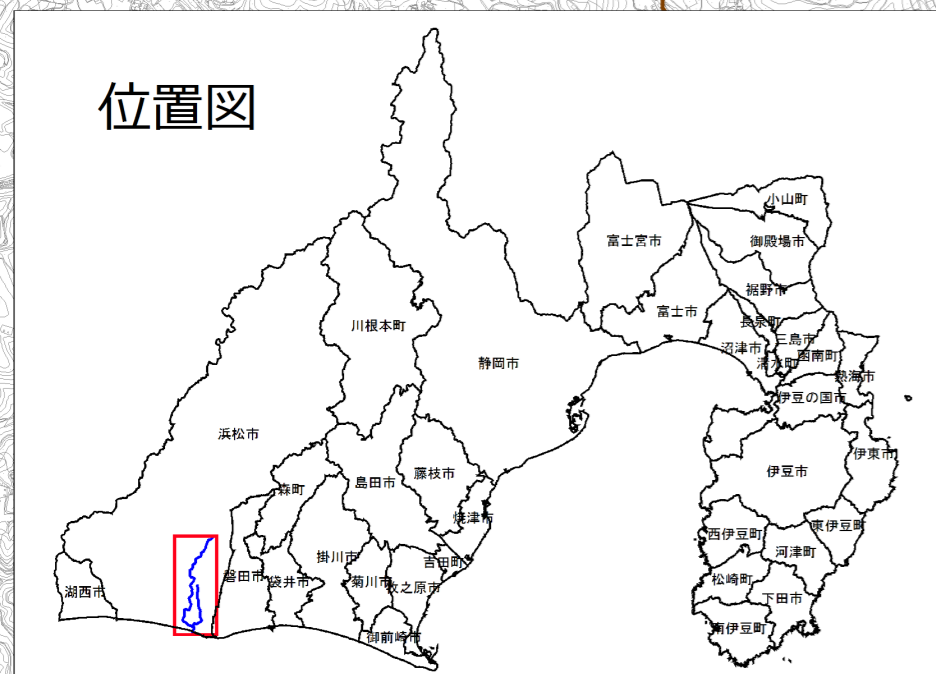 位置図
小山町
御殿場市
富士宮市
裾野市
富士市
長泉町
川根本町
三島市
沼津市
函南町
静岡市
清水町
熱海市
伊豆の国市
浜松市
伊東市
伊豆市
藤枝市
島田市
森町
焼津市
東伊豆町
西伊豆町
河津町
掛川市
吉田町
磐田市
袋井市
菊川市
牧之原市
松崎町
湖西市
下田市
南伊豆町
御前崎市